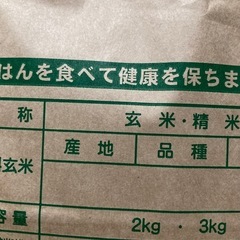 はんを食べて健康を保ちま
称 玄米・精米
産地 品種
玄米
容量 2kg・3kg